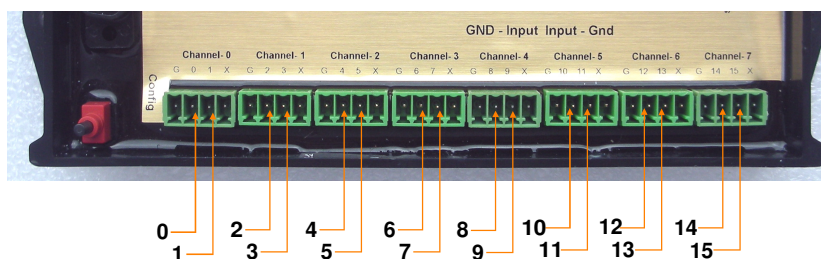 GND - Input Input - Gnd
Channel- 0 Channel- 1 Channel- 2 Channel- 3 Channel- 4 Channel- 5 Channel- 6 Channel- 7
G 0 1 X G 2 3 X G 4 5 X G 6 7 X G 8 9 X G 10 11 X G 12 13 X G 14 15 X
Config
0 2 4 6 8 10 12 14
1 3 5 7 9 11 13 15